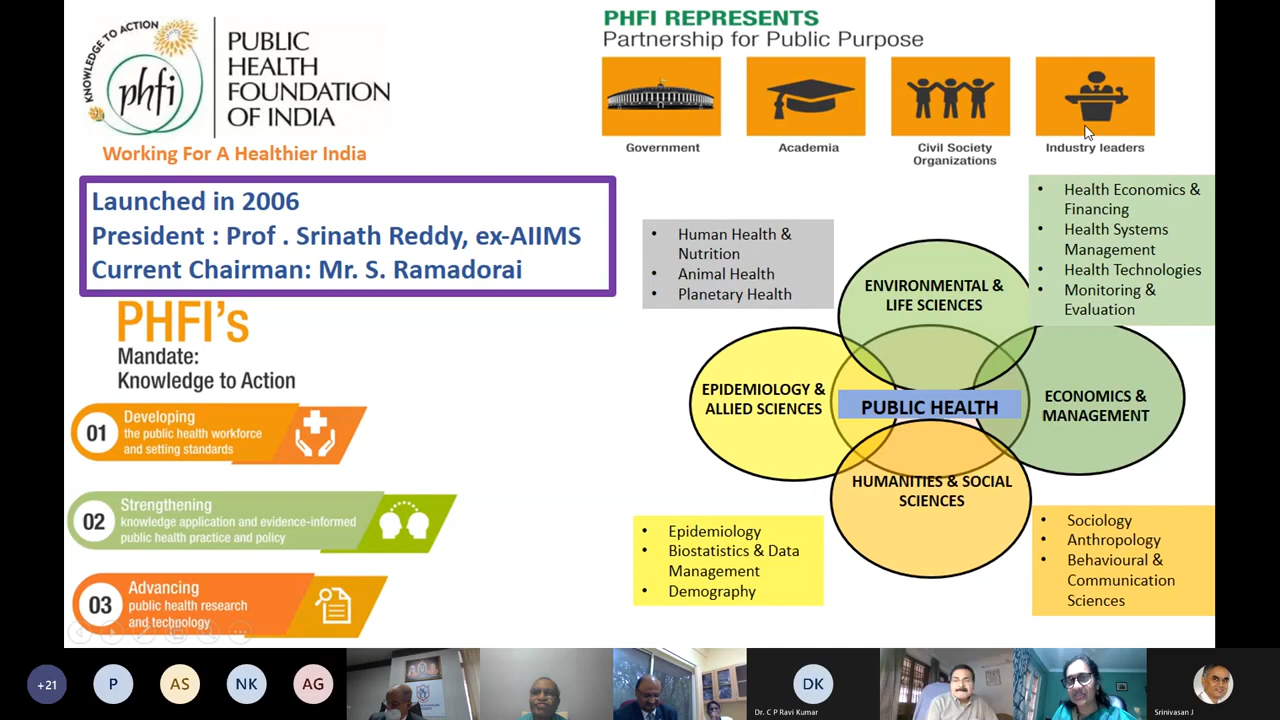 KNOWLEDGE TO ACTION
phfi
PUBLIC
HEALTH
FOUNDATION
OF INDIA
Working For A Healthier India
PHFI REPRESENTS
Partnership for Public Purpose
Government
Academia
Civil Society
Organizations
Industry leaders
Launched in 2006
President : Prof . Srinath Reddy, ex-AIIMS
Current Chairman: Mr. S. Ramadorai
PHFI's
Mandate:
Knowledge to Action
01
Developing
the public health workforce
and setting standards
02
Strengthening
knowledge application and evidence-informed
public health practice and policy
03
Advancing
public health research
and technology
• Human Health &
Nutrition
• Animal Health
• Planetary Health
• Health Economics &
Financing
• Health Systems
Management
• Health Technologies
• Monitoring &
Evaluation
ENVIRONMENTAL &
LIFE SCIENCES
EPIDEMIOLOGY &
ALLIED SCIENCES
PUBLIC HEALTH
ECONOMICS &
MANAGEMENT
HUMANITIES & SOCIAL
SCIENCES
• Epidemiology
• Biostatistics & Data
Management
• Demography
• Sociology
• Anthropology
• Behavioural &
Communication
Sciences
+21
P
AS
NK
AG
DK
Dr. C P Ravi Kumar
Srinivasan J